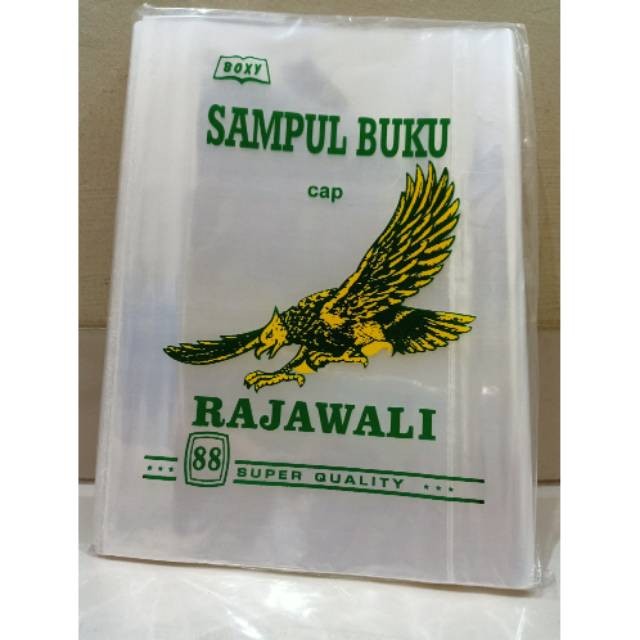 BOXY
SAMPUL BUKU
cap
RAJAWALI
88
*** SUPER QUALITY ***